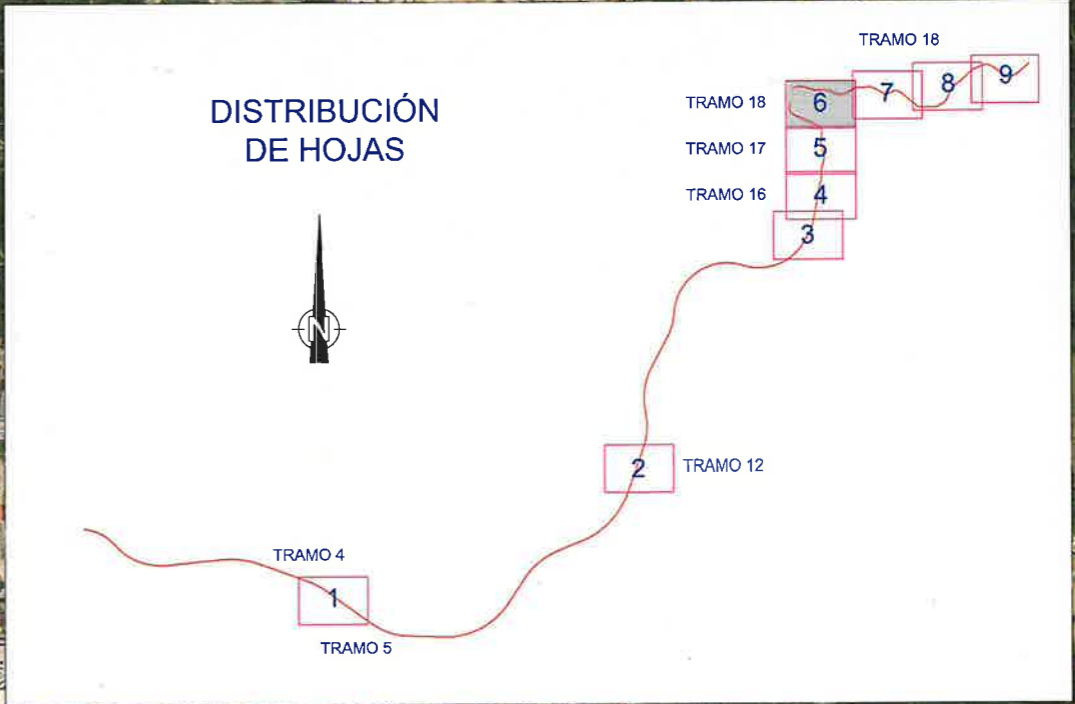 TRAMO 18
9
8
7
DISTRIBUCIÓN
DE HOJAS
TRAMO 18
6
TRAMO 17
5
TRAMO 16
4
3
N
2
TRAMO 12
TRAMO 4
1
TRAMO 5